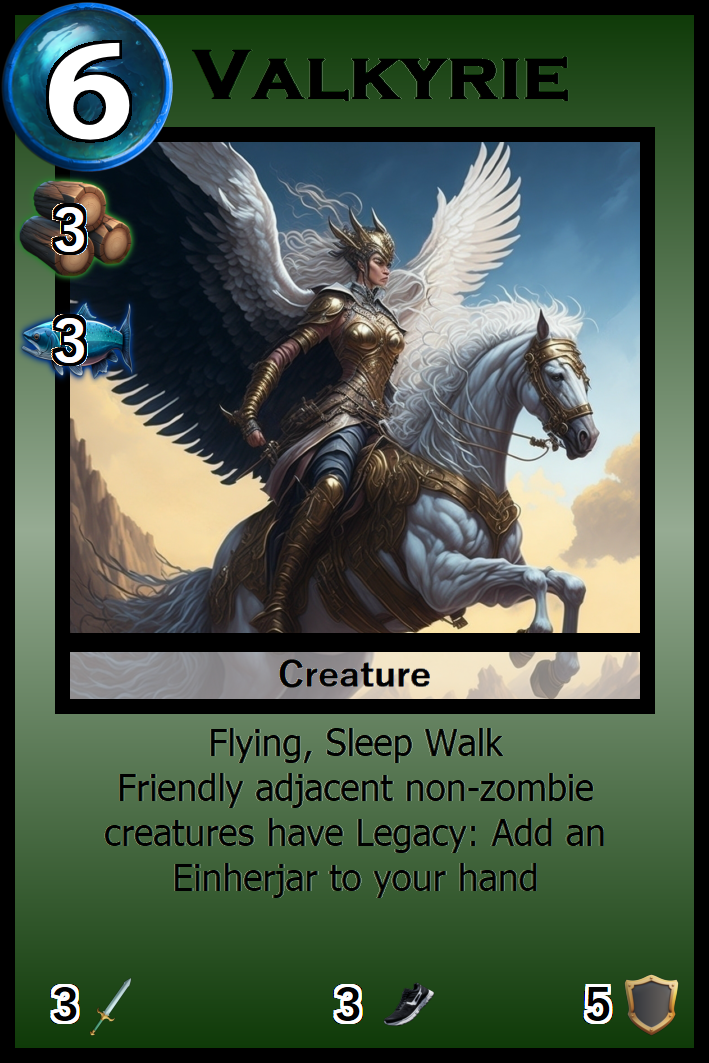 6
Valkyrie
3
3
Creature
Flying, Sleep Walk
Friendly adjacent non-zombie
creatures have Legacy: Add an
Einherjar to your hand
3 3 5